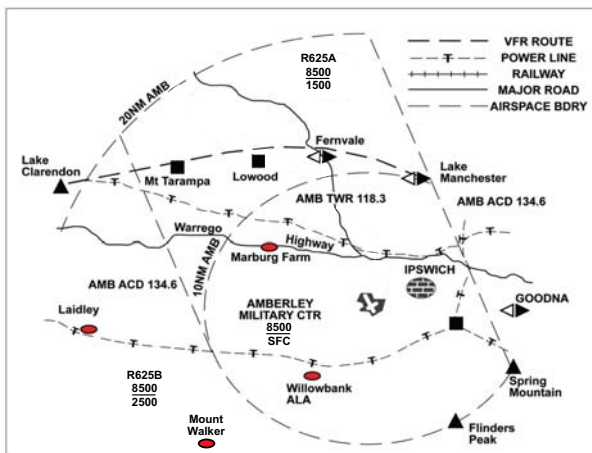 R625A
8500
1500
VFR ROUTE
POWER LINE
RAILWAY
MAJOR ROAD
AIRSPACE BDRY
20NM AMB
Fernvale
Lake
Clarendon
Mt Tarampa
Lowood
Lake
Manchester
AMB TWR 118.3
AMB ACD 134.6
Warrego
Highway
Marburg Farm
10NM AMB
AMB ACD 134.6
IPSWICH
Laidley
AMBERLEY
MILITARY CTR
8500
SFC
GOODNA
R625B
8500
2500
Willowbank
ALA
Spring
Mountain
Mount
Walker
Flinders
Peak